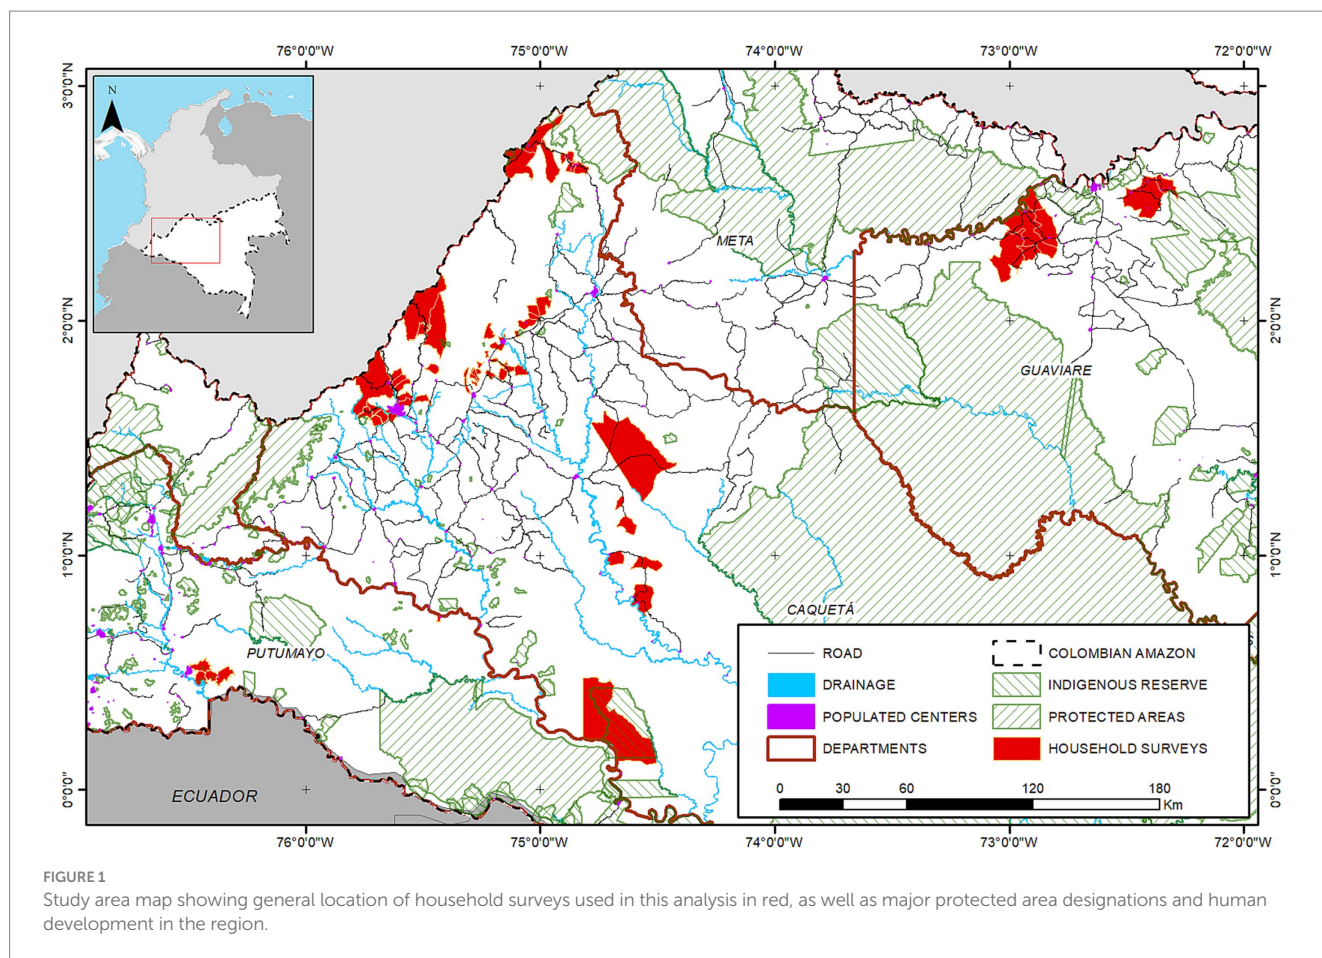 76°0'0"W 75°0'0"W 74°0'0"W 73°0'0"W 72°0'0"W
3°0'0"N
3°0'0"N
N
META
2°0'0"N
2°0'0"N
GUAVIARE
1°0'0"N
1°0'0"N
CAQUETÁ
PUTUMAYO
ECUADOR
0°0'0"
0°0'0"
ROAD
DRAINAGE
POPULATED CENTERS
DEPARTMENTS
COLOMBIAN AMAZON
INDIGENOUS RESERVE
PROTECTED AREAS
HOUSEHOLD SURVEYS
0 30 60 120 180
Km
76°0'0"W 75°0'0"W 74°0'0"W 73°0'0"W 72°0'0"W
FIGURE 1
Study area map showing general location of household surveys used in this analysis in red, as well as major protected area designations and human
development in the region.